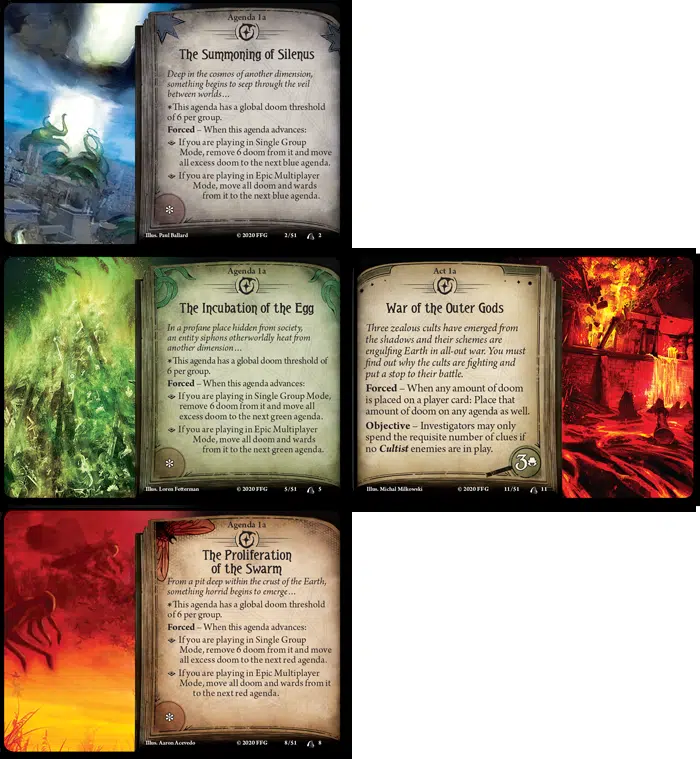 Agenda 1a
The Summoning of Silenus
Deep in the cosmos of another dimension,
something begins to seep through the veil
between worlds…
*This agenda has a global doom threshold
of 6 per group.
Forced – When this agenda advances:
If you are playing in Single Group
Mode, remove 6 doom from it and move
all excess doom to the next blue agenda.
If you are playing in Epic Multiplayer
Mode, move all doom and wards
from it to the next blue agenda.
*
Illus. Paul Ballard © 2020 FFG 2/51 2
Agenda 1a
The Incubation of the Egg
In a profane place hidden from society,
an entity siphons otherworldly heat from
another dimension…
*This agenda has a global doom threshold of
6 per group.
Forced – When this agenda advances:
If you are playing in Single Group Mode,
remove 6 doom from it and move all
excess doom to the next green agenda.
If you are playing in Epic Multiplayer
Mode, move all doom and wards
from it to the next green agenda.
*
Illus. Loren Fetterman © 2020 FFG 5/51 5
Act 1a
War of the Outer Gods
Three zealous cults have emerged from
the shadows and their schemes are
engulfing Earth in all-out war. You must
find out why the cults are fighting and
put a stop to their battle.
Forced – When any amount of doom
is placed on a player card: Place that
amount of doom on any agenda as well.
Objective – Investigators may only
spend the requisite number of clues if
no Cultist enemies are in play.
3
Illus. Michal Milkowski © 2020 FFG 11/51 11
Agenda 1a
The Proliferation
of the Swarm
From a pit deep within the crust of the Earth,
something horrid begins to emerge…
*This agenda has a global doom threshold
of 6 per group.
Forced – When this agenda advances:
If you are playing in Single Group
Mode, remove 6 doom from it and move
all excess doom to the next red agenda.
If you are playing in Epic Multiplayer
Mode, move all doom and wards from it
to the next red agenda.
*
Illus. Aaron Acevedo © 2020 FFG 8/51 8